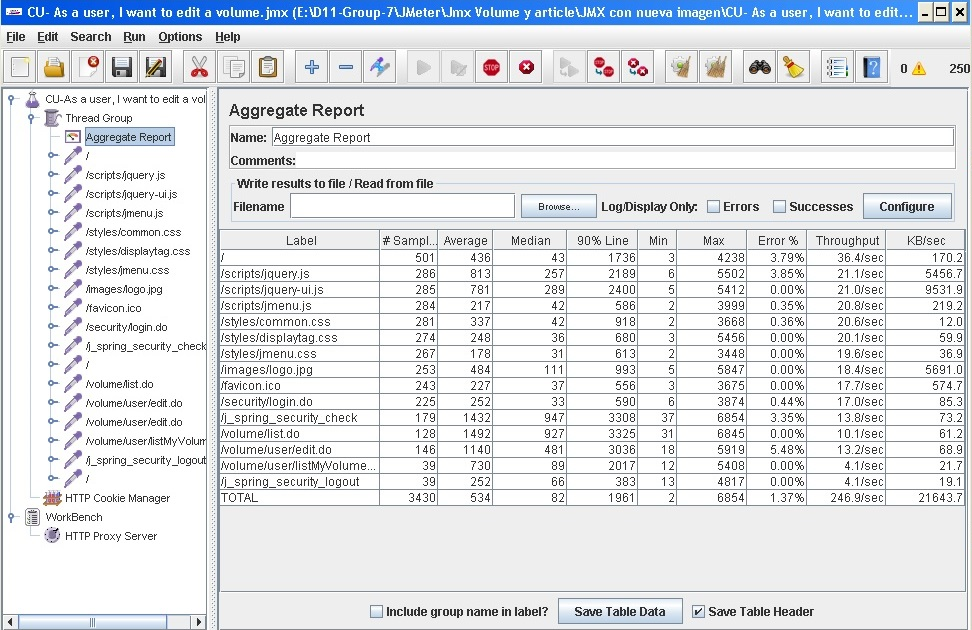 CU- As a user, I want to edit a volume.jmx (E:\D11-Group-7\JMeter\Jmx Volume y article\JMX con nueva imagen\CU- As a user, I want to edit...
File Edit Search Run Options Help
STOP
0 250
CU-As a user, I want to edit a vol
Thread Group
Aggregate Report
/
/scripts/jquery.js
/scripts/jquery-ui.js
/scripts/jmenu.js
/styles/common.css
/styles/displaytag.css
/styles/jmenu.css
/images/logo.jpg
/favicon.ico
/security/login.do
/j_spring_security_check
/
/volume/list.do
/volume/user/edit.do
/volume/user/edit.do
/volume/user/listMyVolum
/j_spring_security_logout
/
HTTP Cookie Manager
WorkBench
HTTP Proxy Server
Aggregate Report
Name: Aggregate Report
Comments:
Write results to file / Read from file
Filename Browse... Log/Display Only: Errors Successes Configure
Label # Sampl... Average Median 90% Line Min Max Error % Throughput KB/sec
/ 501 436 43 1736 3 4238 3.79% 36.4/sec 170.2
/scripts/jquery.js 286 813 257 2189 6 5502 3.85% 21.1/sec 5456.7
/scripts/jquery-ui.js 285 781 289 2400 5 5412 0.00% 21.0/sec 9531.9
/scripts/jmenu.js 284 217 42 586 2 3999 0.35% 20.8/sec 219.2
/styles/common.css 281 337 42 918 2 3668 0.36% 20.6/sec 12.0
/styles/displaytag.css 274 248 36 680 3 5456 0.00% 20.1/sec 59.9
/styles/jmenu.css 267 178 31 613 2 3448 0.00% 19.6/sec 36.9
/images/logo.jpg 253 484 111 993 5 5847 0.00% 18.4/sec 5691.0
/favicon.ico 243 227 37 556 3 3675 0.00% 17.7/sec 574.7
/security/login.do 225 252 33 590 6 3874 0.44% 17.0/sec 85.3
/j_spring_security_check 179 1432 947 3308 37 6854 3.35% 13.8/sec 73.2
/volume/list.do 128 1492 927 3325 31 6845 0.00% 10.1/sec 61.2
/volume/user/edit.do 146 1140 481 3036 18 5919 5.48% 13.2/sec 68.9
/volume/user/listMyVolume... 39 730 89 2017 12 5408 0.00% 4.1/sec 21.7
/j_spring_security_logout 39 252 66 383 13 4817 0.00% 4.1/sec 19.1
TOTAL 3430 534 82 1961 2 6854 1.37% 246.9/sec 21643.7
Include group name in label? Save Table Data Save Table Header